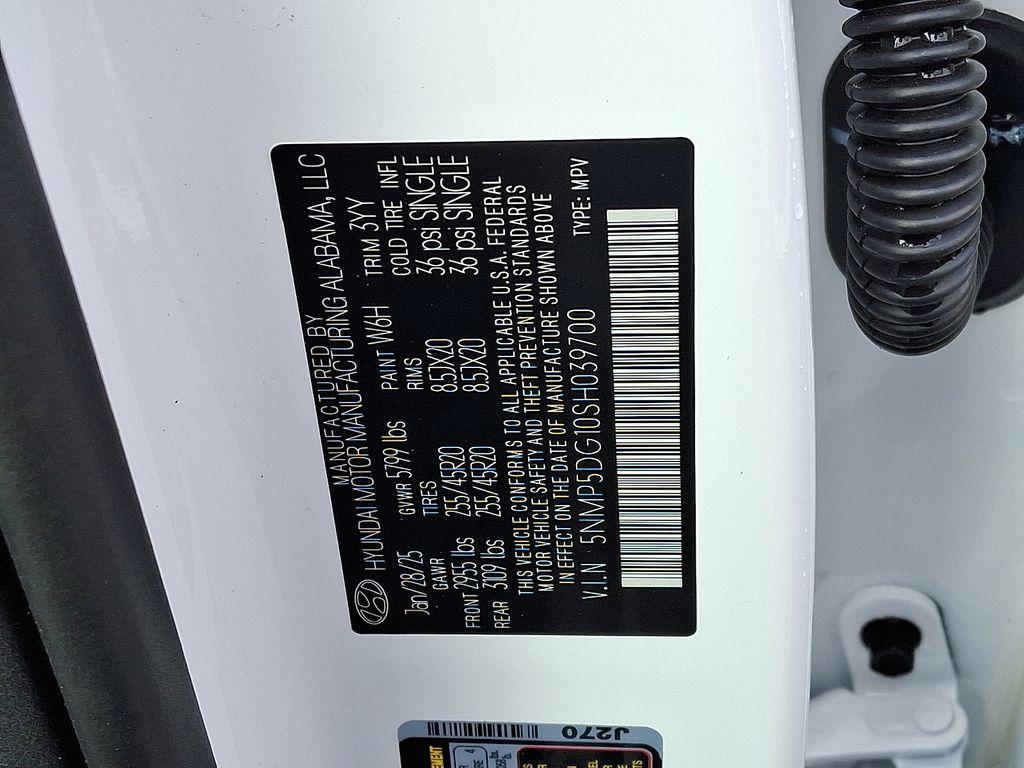 MANUFACTURED BY
HYUNDAI MOTOR MANUFACTURING ALABAMA, LLC
Jan/28/25 GVWR 5799 lbs PAINT W6H TRIM 3YY
GAWR TIRES RIMS COLD TIRE INFL
FRONT 2955 lbs 255/45R20 8.5JX20 36 psi SINGLE
REAR 3109 lbs 255/45R20 8.5JX20 36 psi SINGLE
THIS VEHICLE CONFORMS TO ALL APPLICABLE U.S.A. FEDERAL
MOTOR VEHICLE SAFETY AND THEFT PREVENTION STANDARDS
IN EFFECT ON THE DATE OF MANUFACTURE SHOWN ABOVE
V.I.N 5NMP5DG10SH039700 TYPE: MPV
J270